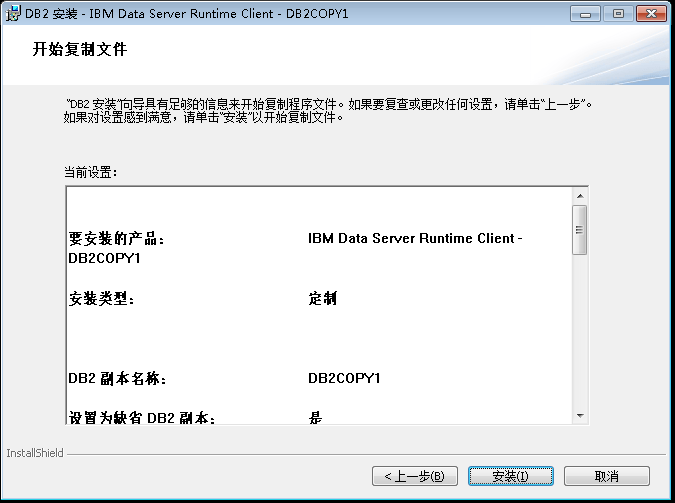 DB2 安装 - IBM Data Server Runtime Client - DB2COPY1
开始复制文件
“DB2 安装”向导具有足够的信息来开始复制程序文件。如果要复查或更改任何设置，请单击“上一步”。
如果对设置感到满意，请单击“安装”以开始复制文件。
当前设置：
要安装的产品： IBM Data Server Runtime Client -
DB2COPY1
安装类型： 定制
DB2 副本名称： DB2COPY1
设置为缺省 DB2 副本： 是
InstallShield
< 上一步(B) 安装(I) 取消